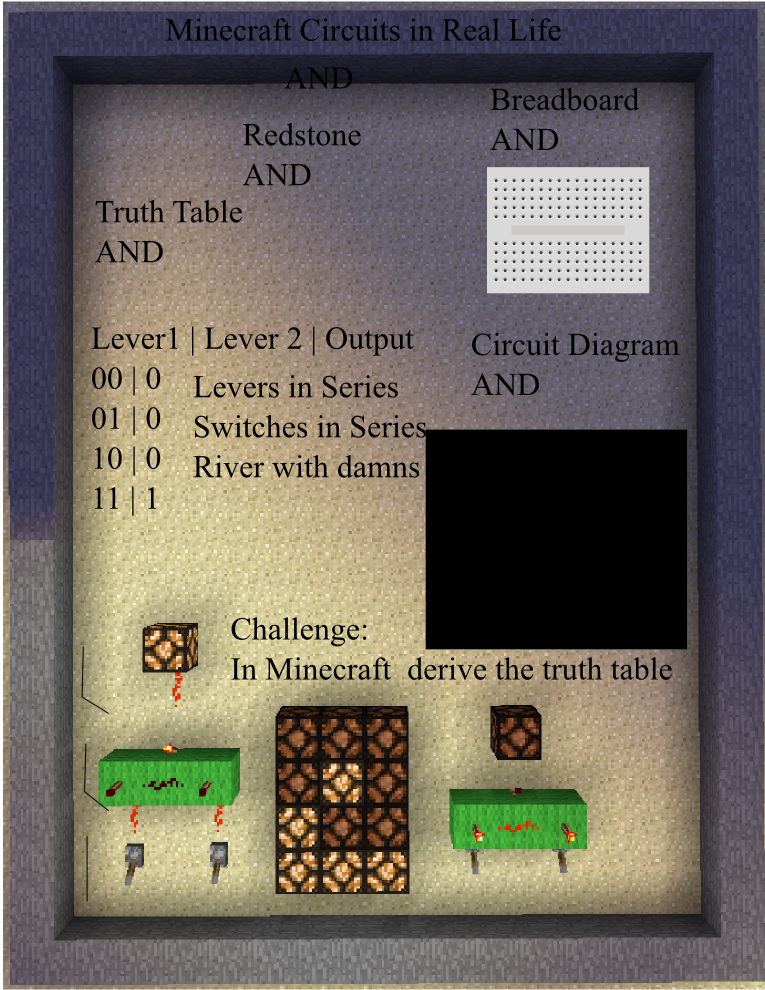 Minecraft Circuits in Real Life
AND
Breadboard
AND
Redstone
AND
Truth Table
AND
Lever1 | Lever 2 | Output
00 | 0
01 | 0
10 | 0
11 | 1
Levers in Series
Switches in Series
River with damns
Circuit Diagram
AND
Challenge:
In Minecraft derive the truth table